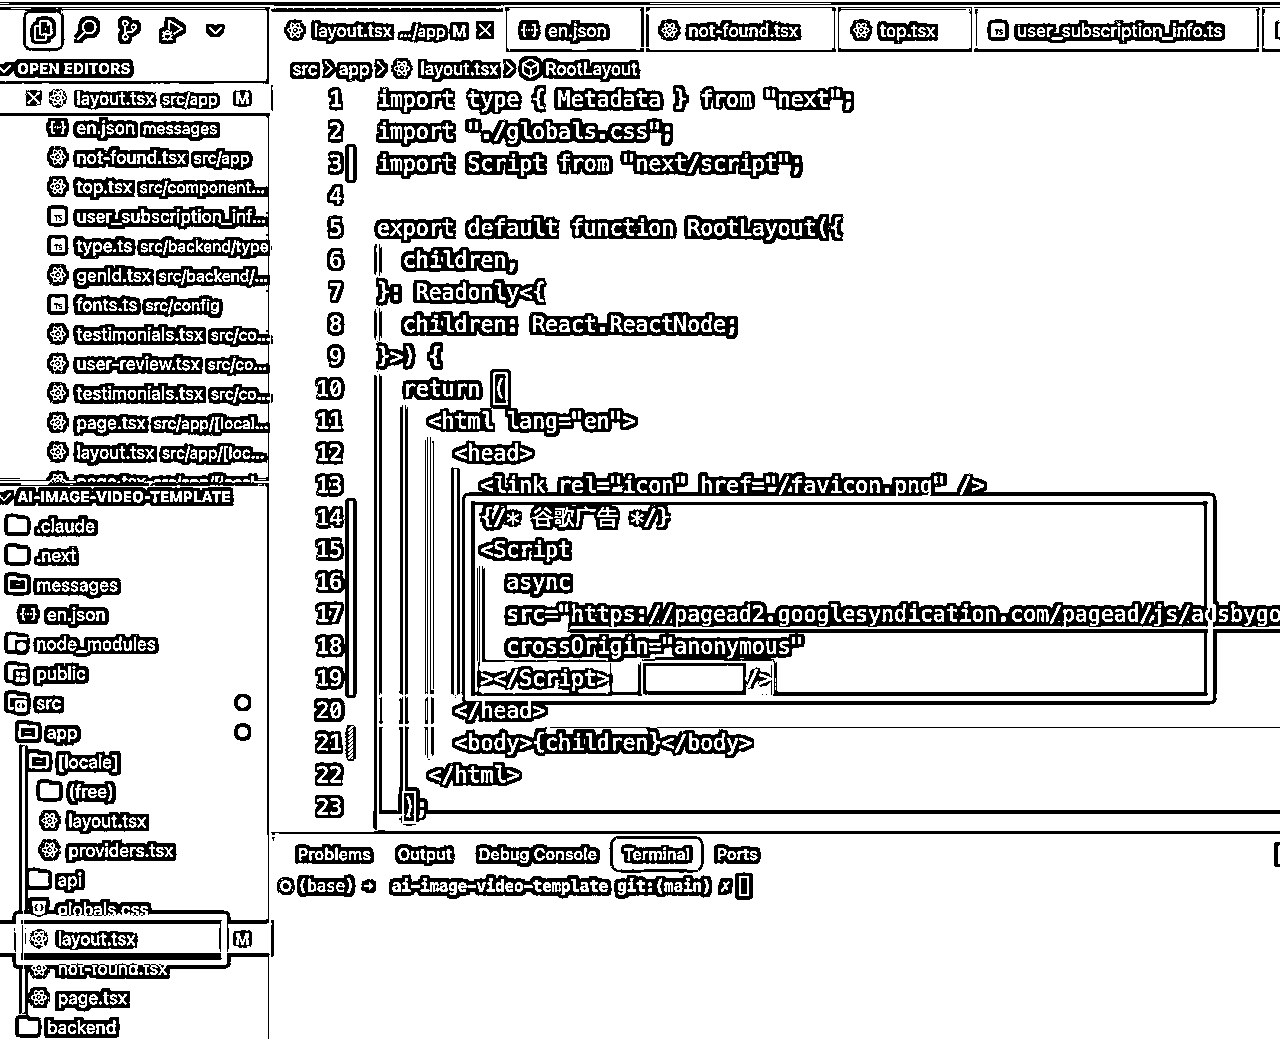 layout.tsx .../app M
en.json
not-found.tsx
top.tsx
user_subscription_info.ts
OPEN EDITORS
layout.tsx src/app M
en.json messages
not-found.tsx src/app
top.tsx src/component...
user_subscription_inf...
type.ts src/backend/type
genId.tsx src/backend/...
fonts.ts src/config
testimonials.tsx src/co...
user-review.tsx src/co...
testimonials.tsx src/co...
page.tsx src/app/[local...
layout.tsx src/app/[loc...
page.tsx src/app/[local
AI-IMAGE-VIDEO-TEMPLATE
.claude
.next
messages
en.json
node_modules
public
src
app
[locale]
(free)
layout.tsx
providers.tsx
api
globals.css
layout.tsx M
not-found.tsx
page.tsx
backend
src > app > layout.tsx > RootLayout
1 import type { Metadata } from "next";
2 import "./globals.css";
3 import Script from "next/script";
4
5 export default function RootLayout({
6 children,
7 }: Readonly<{
8 children: React.ReactNode;
9 }>) {
10 return (
11 <html lang="en">
12 <head>
13 <link rel="icon" href="/favicon.png" />
14 {/* 谷歌广告 */}
15 <Script
16 async
17 src="https://pagead2.googlesyndication.com/pagead/js/adsbygo
18 crossOrigin="anonymous"
19 ></Script> />
20 </head>
21 <body>{children}</body>
22 </html>
23 );
Problems Output Debug Console Terminal Ports
(base) → ai-image-video-template git:(main) ✗